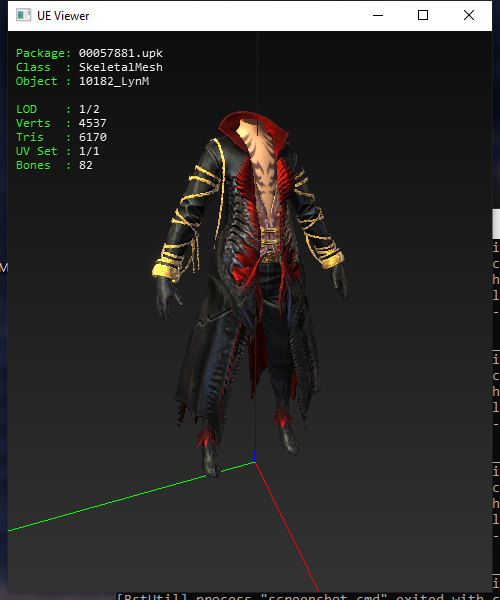 UE Viewer
Package: 00057881.upk
Class : SkeletalMesh
Object : 10182_LynM
LOD : 1/2
Verts : 4537
Tris : 6170
UV Set : 1/1
Bones : 82
M
i
c
h
l
-
i
c
h
l
-
i
c
h
l
-
i
[BstUtil] process "screenshot.cmd" exited with c